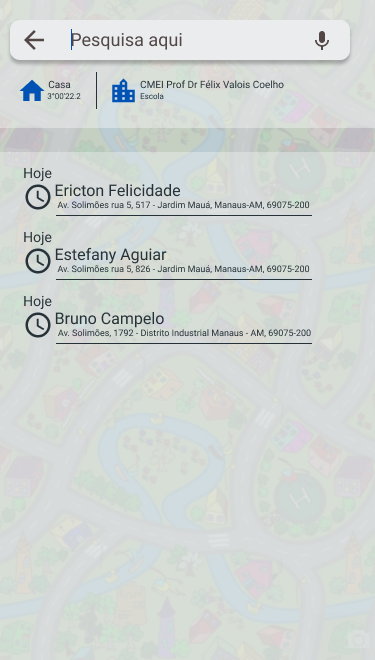 Pesquisa aqui
Casa
3°00'22.2
CMEI Prof Dr Félix Valois Coelho
Escola
Hoje
Ericton Felicidade
Av. Solimões rua 5, 517 - Jardim Mauá, Manaus-AM, 69075-200
Hoje
Estefany Aguiar
Av. Solimões rua 5, 826 - Jardim Mauá, Manaus-AM, 69075-200
Hoje
Bruno Campelo
Av. Solimões, 1792 - Distrito Industrial Manaus - AM, 69075-200